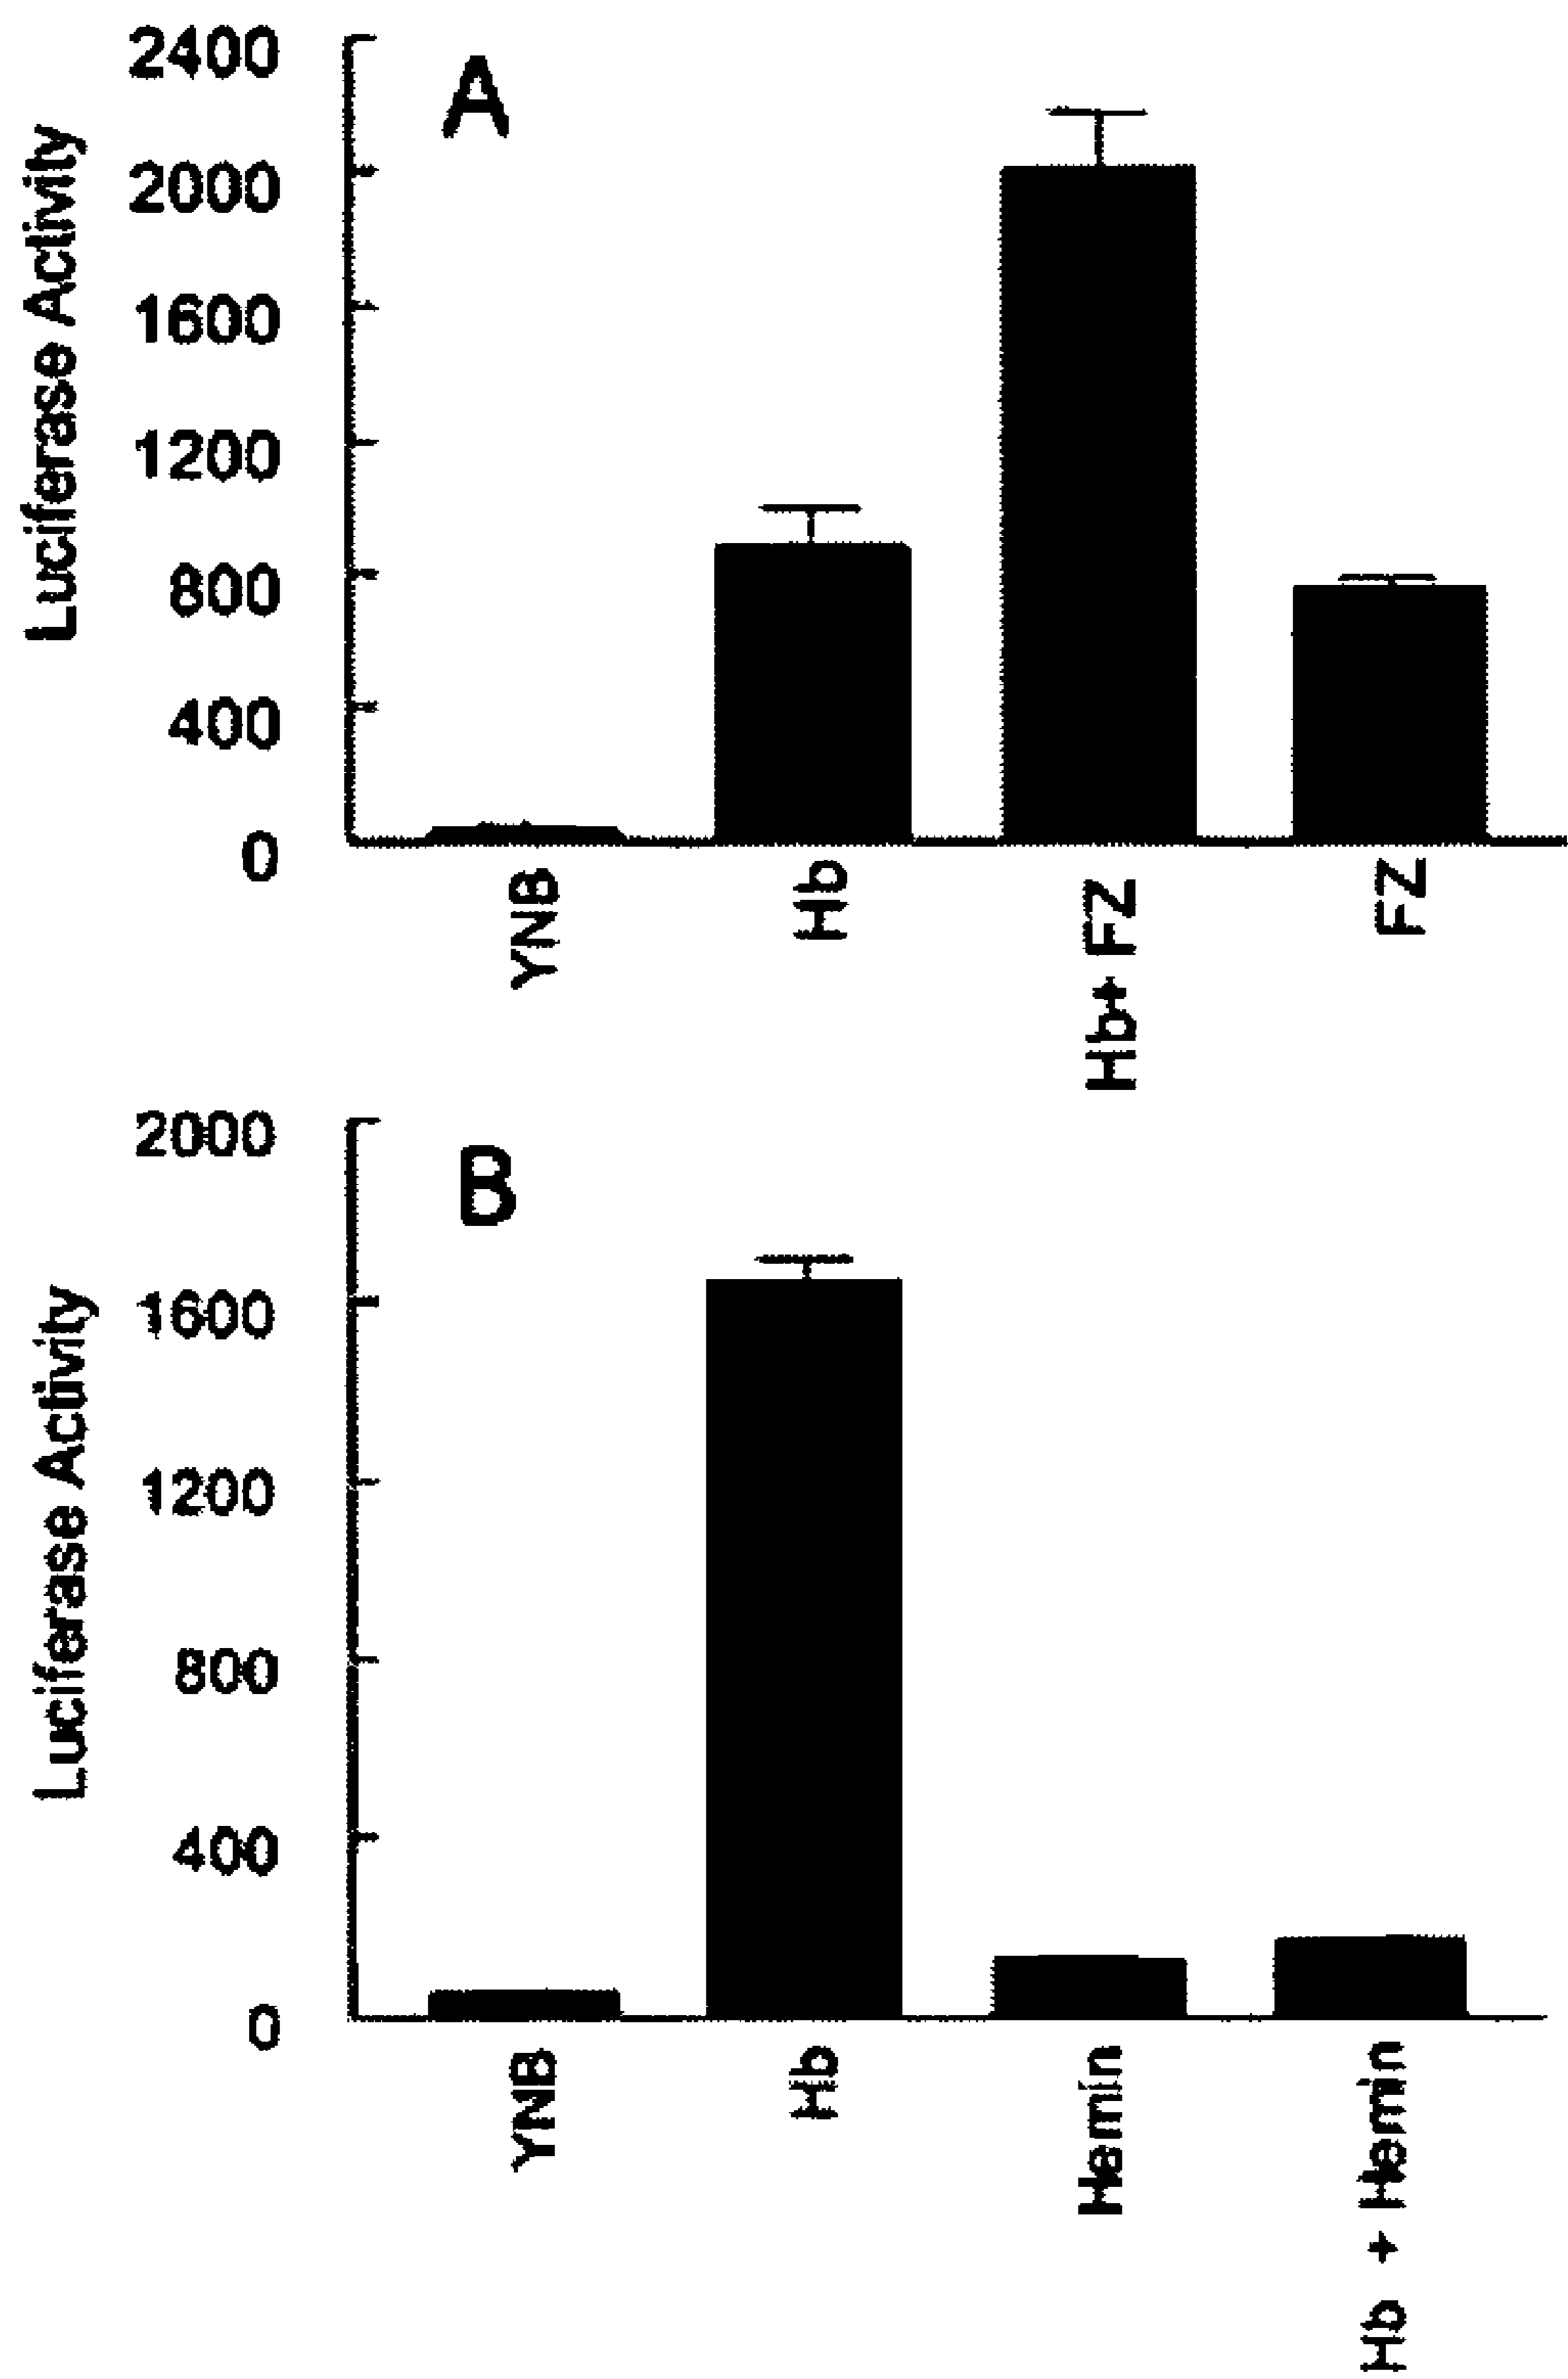 A
Luciferase Activity
2400
2000
1600
1200
800
400
0
YNB
Hb
Hb+ FZ
FZ
B
Luciferase Activity
2000
1600
1200
800
400
0
YNB
Hb
Hemin
Hb + Hemin